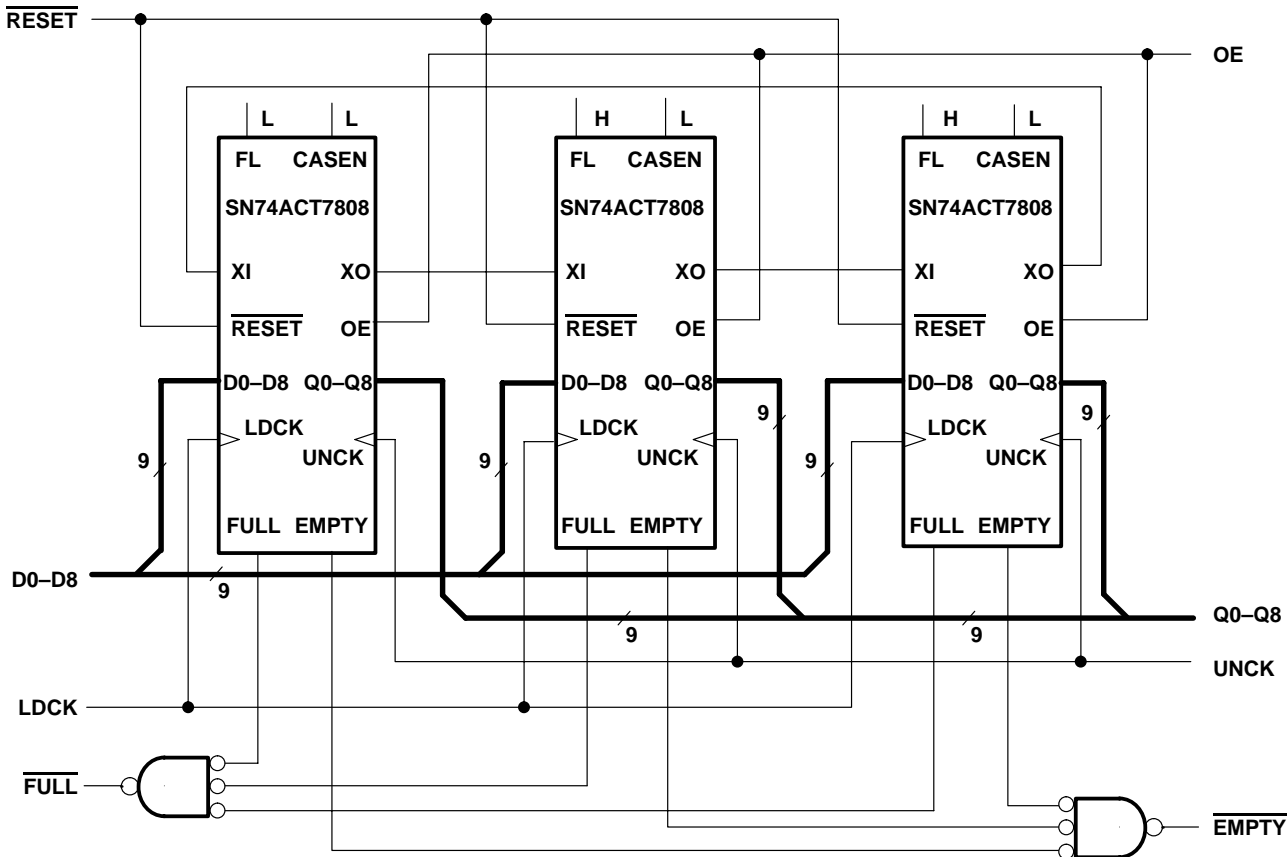 RESET
OE
L L H L H L
FL CASEN FL CASEN FL CASEN
SN74ACT7808 SN74ACT7808 SN74ACT7808
XI XO XI XO XI XO
RESET OE RESET OE RESET OE
D0–D8 Q0–Q8 D0–D8 Q0–Q8 D0–D8 Q0–Q8
9 9
LDCK LDCK LDCK
UNCK UNCK UNCK
9 9 9
FULL EMPTY FULL EMPTY FULL EMPTY
D0–D8
9
Q0–Q8
9 9
UNCK
LDCK
FULL
EMPTY